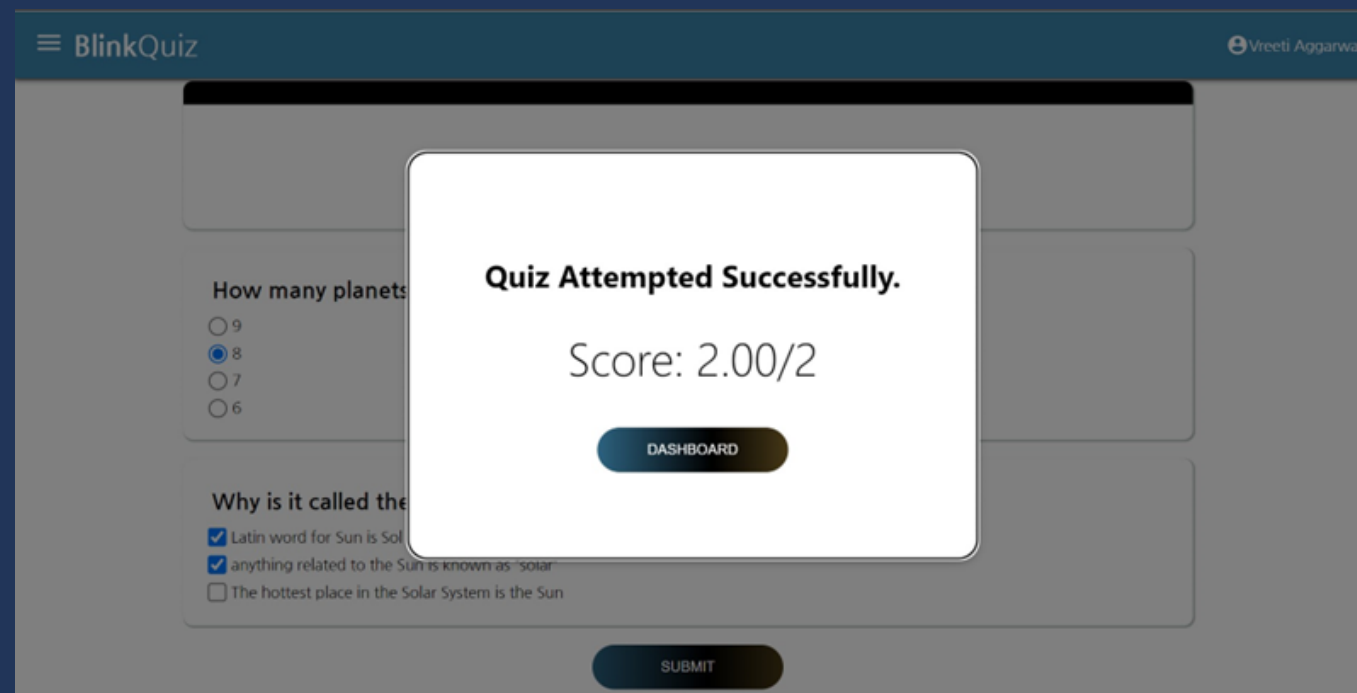 BlinkQuiz
Vreeti Aggarwa
How many planets
9
8
7
6
Why is it called the
Latin word for Sun is Sol
anything related to the Sun is known as 'solar'
The hottest place in the Solar System is the Sun
SUBMIT
Quiz Attempted Successfully.
Score: 2.00/2
DASHBOARD